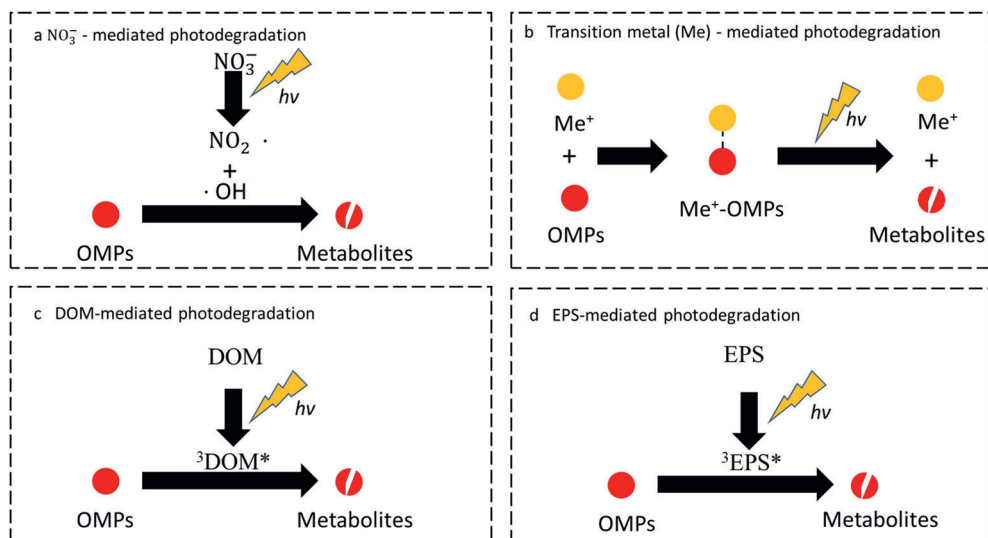 a NO₃⁻ - mediated photodegradation
NO₃⁻
hv
NO₂ ·
+
· OH
OMPs
Metabolites
b Transition metal (Me) - mediated photodegradation
Me⁺
+
OMPs
Me⁺-OMPs
hv
Me⁺
+
Metabolites
c DOM-mediated photodegradation
DOM
hv
³DOM*
OMPs
Metabolites
d EPS-mediated photodegradation
EPS
hv
³EPS*
OMPs
Metabolites